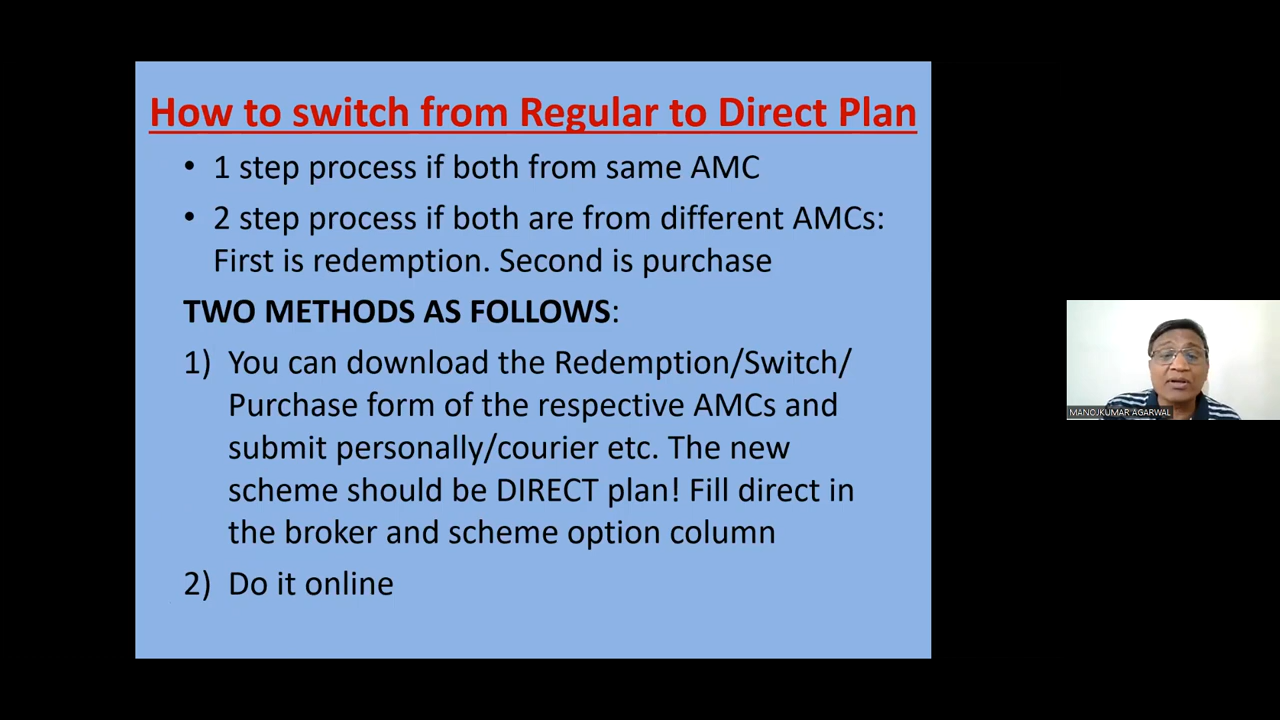 How to switch from Regular to Direct Plan
• 1 step process if both from same AMC
• 2 step process if both are from different AMCs:
First is redemption. Second is purchase
TWO METHODS AS FOLLOWS:
1) You can download the Redemption/Switch/
Purchase form of the respective AMCs and
submit personally/courier etc. The new
scheme should be DIRECT plan! Fill direct in
the broker and scheme option column
2) Do it online
MANOJKUMAR AGARWAL